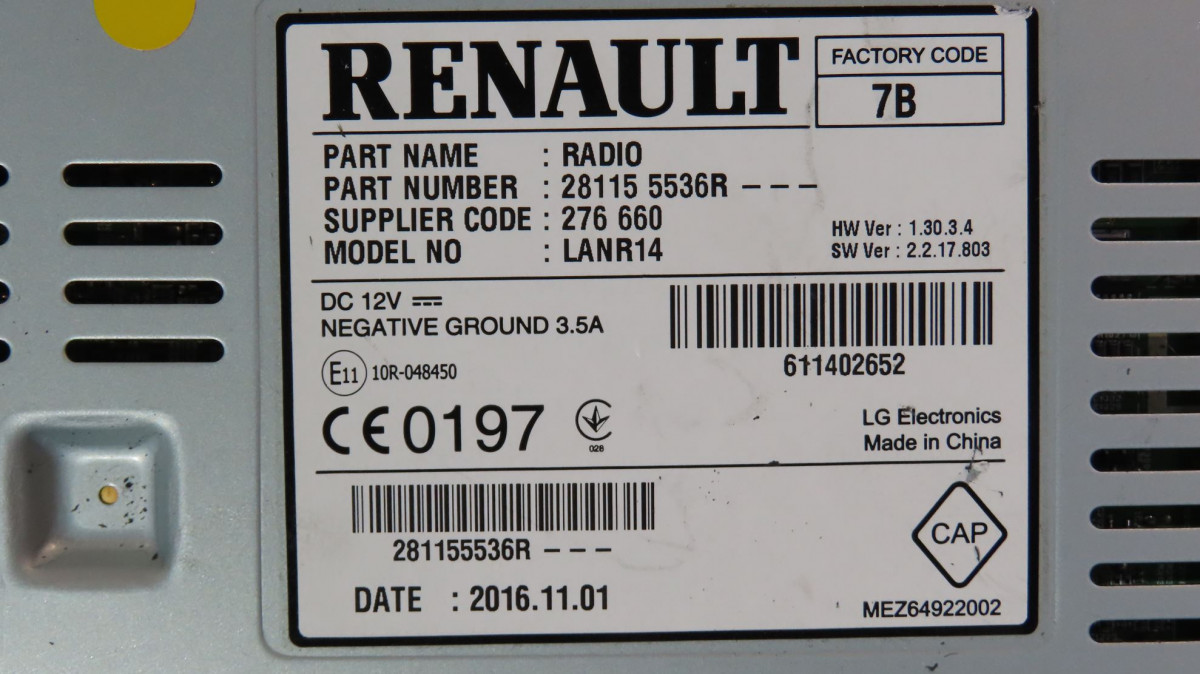 RENAULT
FACTORY CODE
7B
PART NAME : RADIO
PART NUMBER : 28115 5536R – – –
SUPPLIER CODE : 276 660
MODEL NO : LANR14
HW Ver : 1.30.3.4
SW Ver : 2.2.17.803
DC 12V
NEGATIVE GROUND 3.5A
611402652
E11 10R-048450
CE 0197
028
LG Electronics
Made in China
281155536R – – –
CAP
DATE : 2016.11.01
MEZ64922002